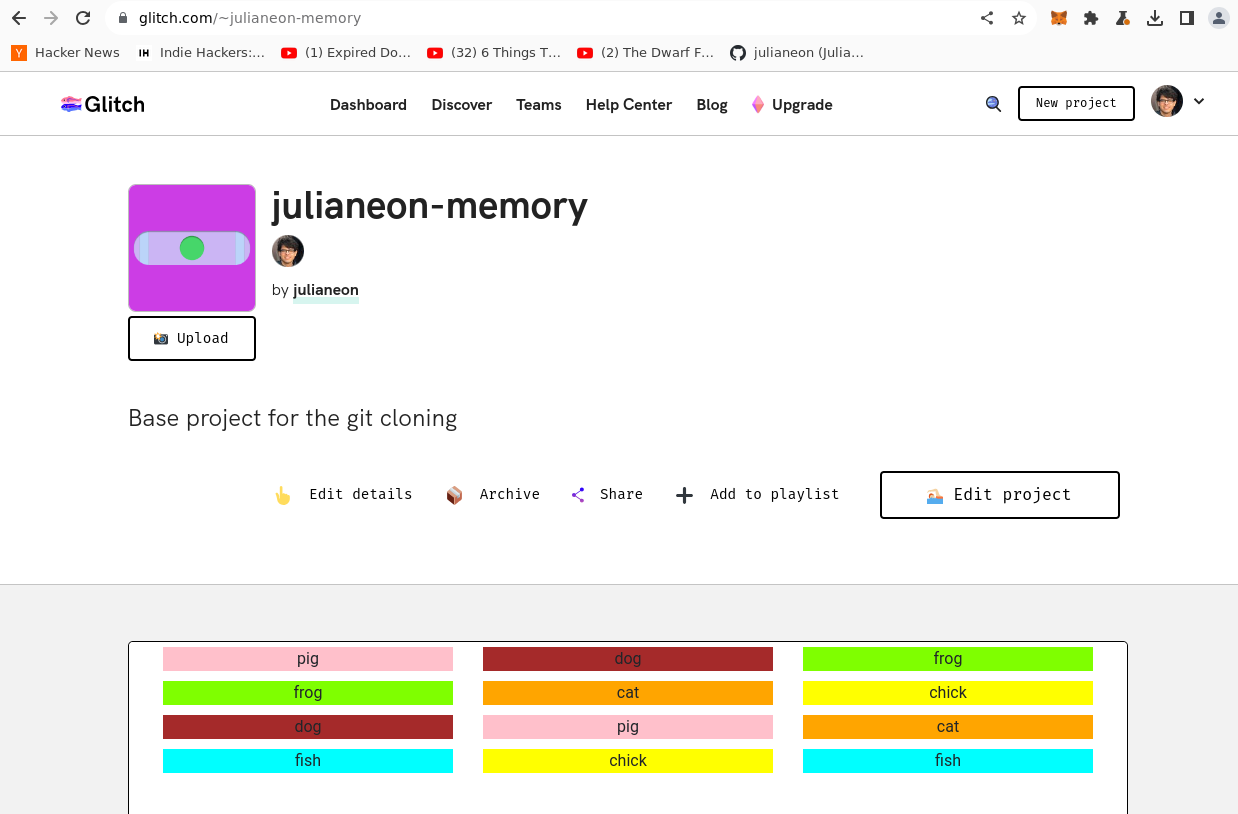 glitch.com/~julianeon-memory
Hacker News
Indie Hackers:...
(1) Expired Do...
(32) 6 Things T...
(2) The Dwarf F...
julianeon (Julia...
Glitch
Dashboard
Discover
Teams
Help Center
Blog
Upgrade
New project
julianeon-memory
by julianeon
Upload
Base project for the git cloning
Edit details
Archive
Share
Add to playlist
Edit project
pig dog frog
frog cat chick
dog pig cat
fish chick fish